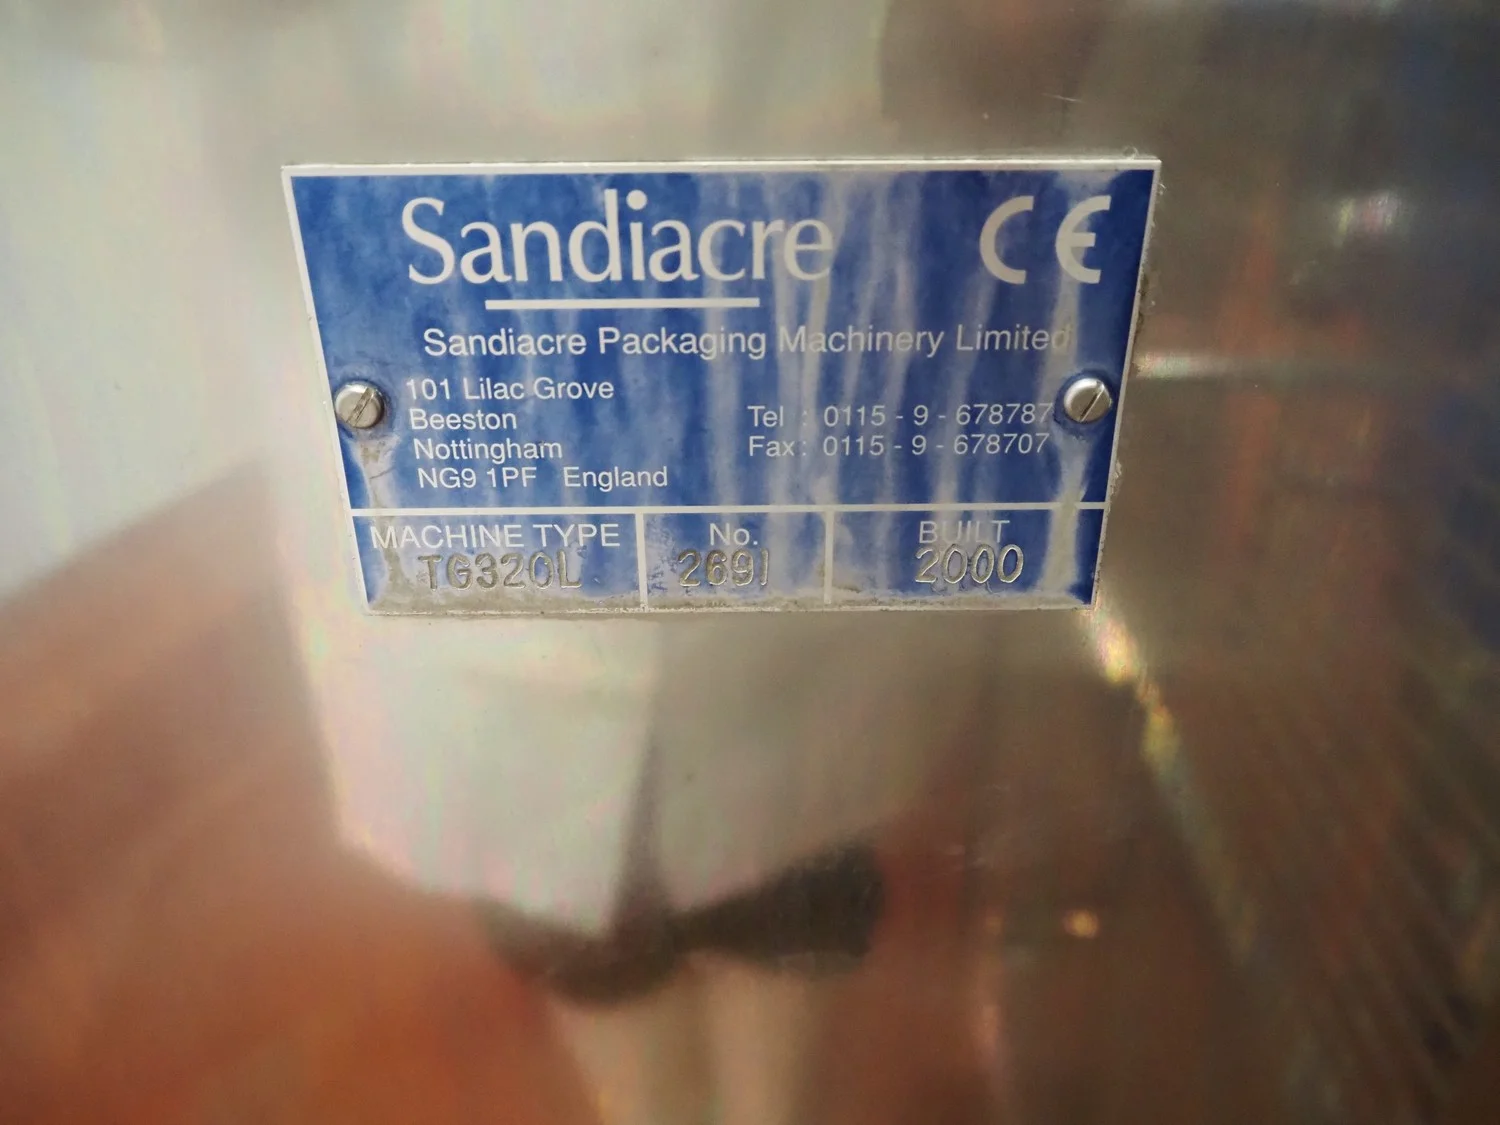 Sandiacre CE
Sandiacre Packaging Machinery Limited
101 Lilac Grove
Beeston
Nottingham
NG9 1PF England
Tel : 0115 - 9 - 678787
Fax : 0115 - 9 - 678707
MACHINE TYPE No. BUILT
TG320L 2691 2000